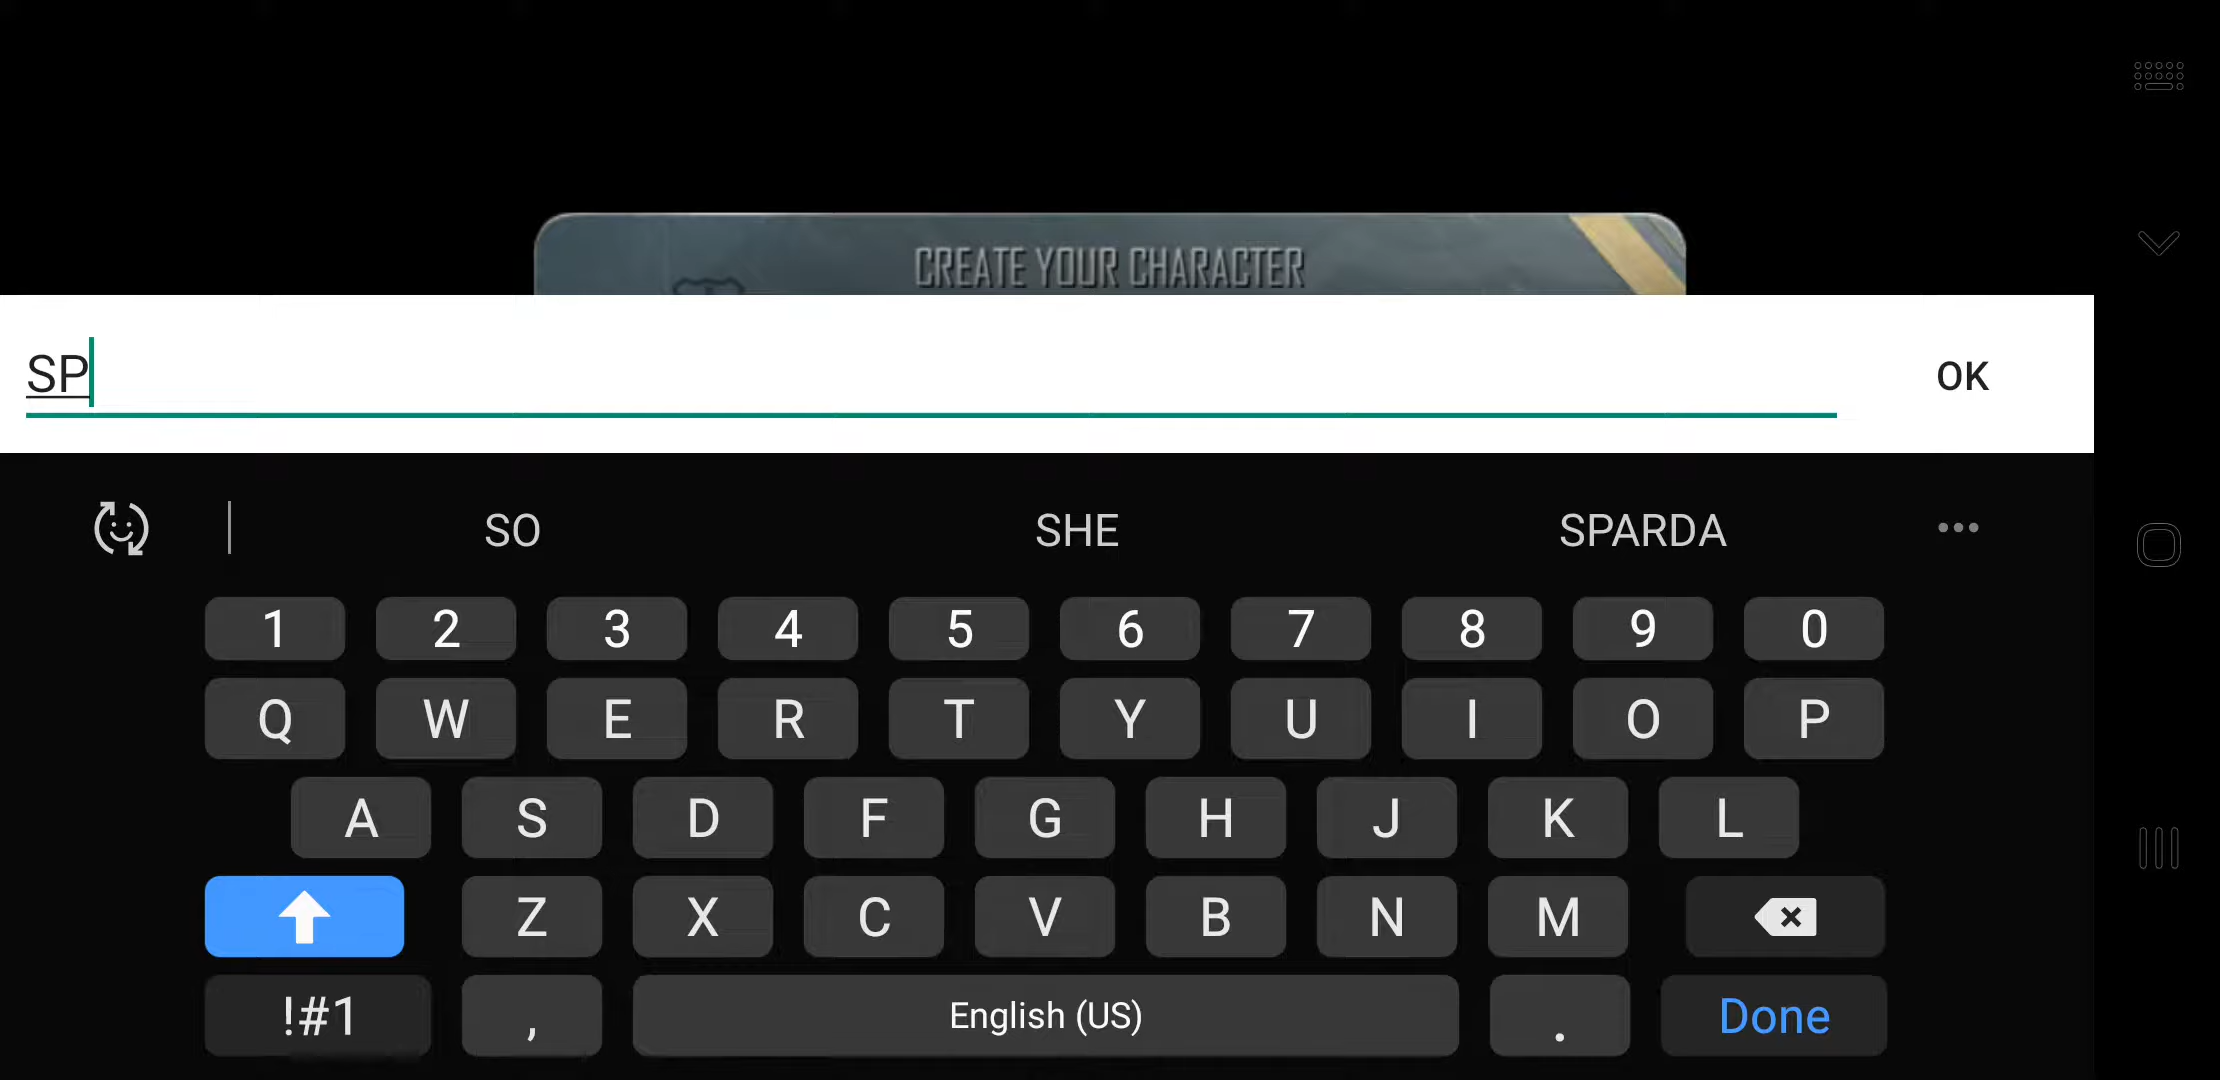 CREATE YOUR CHARACTER
SP
OK
SO SHE SPARDA
1 2 3 4 5 6 7 8 9 0
Q W E R T Y U I O P
A S D F G H J K L
Z X C V B N M
!#1 , English (US) . Done